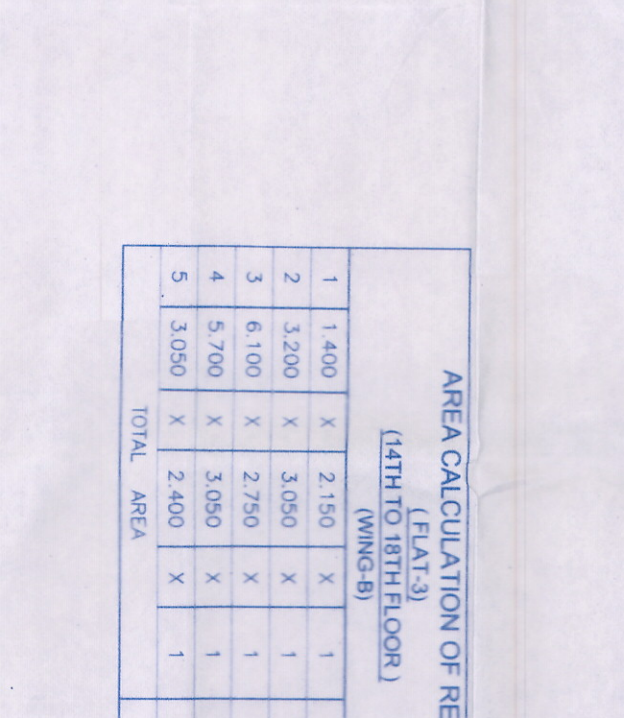 AREA CALCULATION OF RE
( FLAT-3)
(14TH TO 18TH FLOOR )
(WING-B)
1 1.400 X 2.150 X 1
2 3.200 X 3.050 X 1
3 6.100 X 2.750 X 1
4 5.700 X 3.050 X 1
5 3.050 X 2.400 X 1
TOTAL AREA